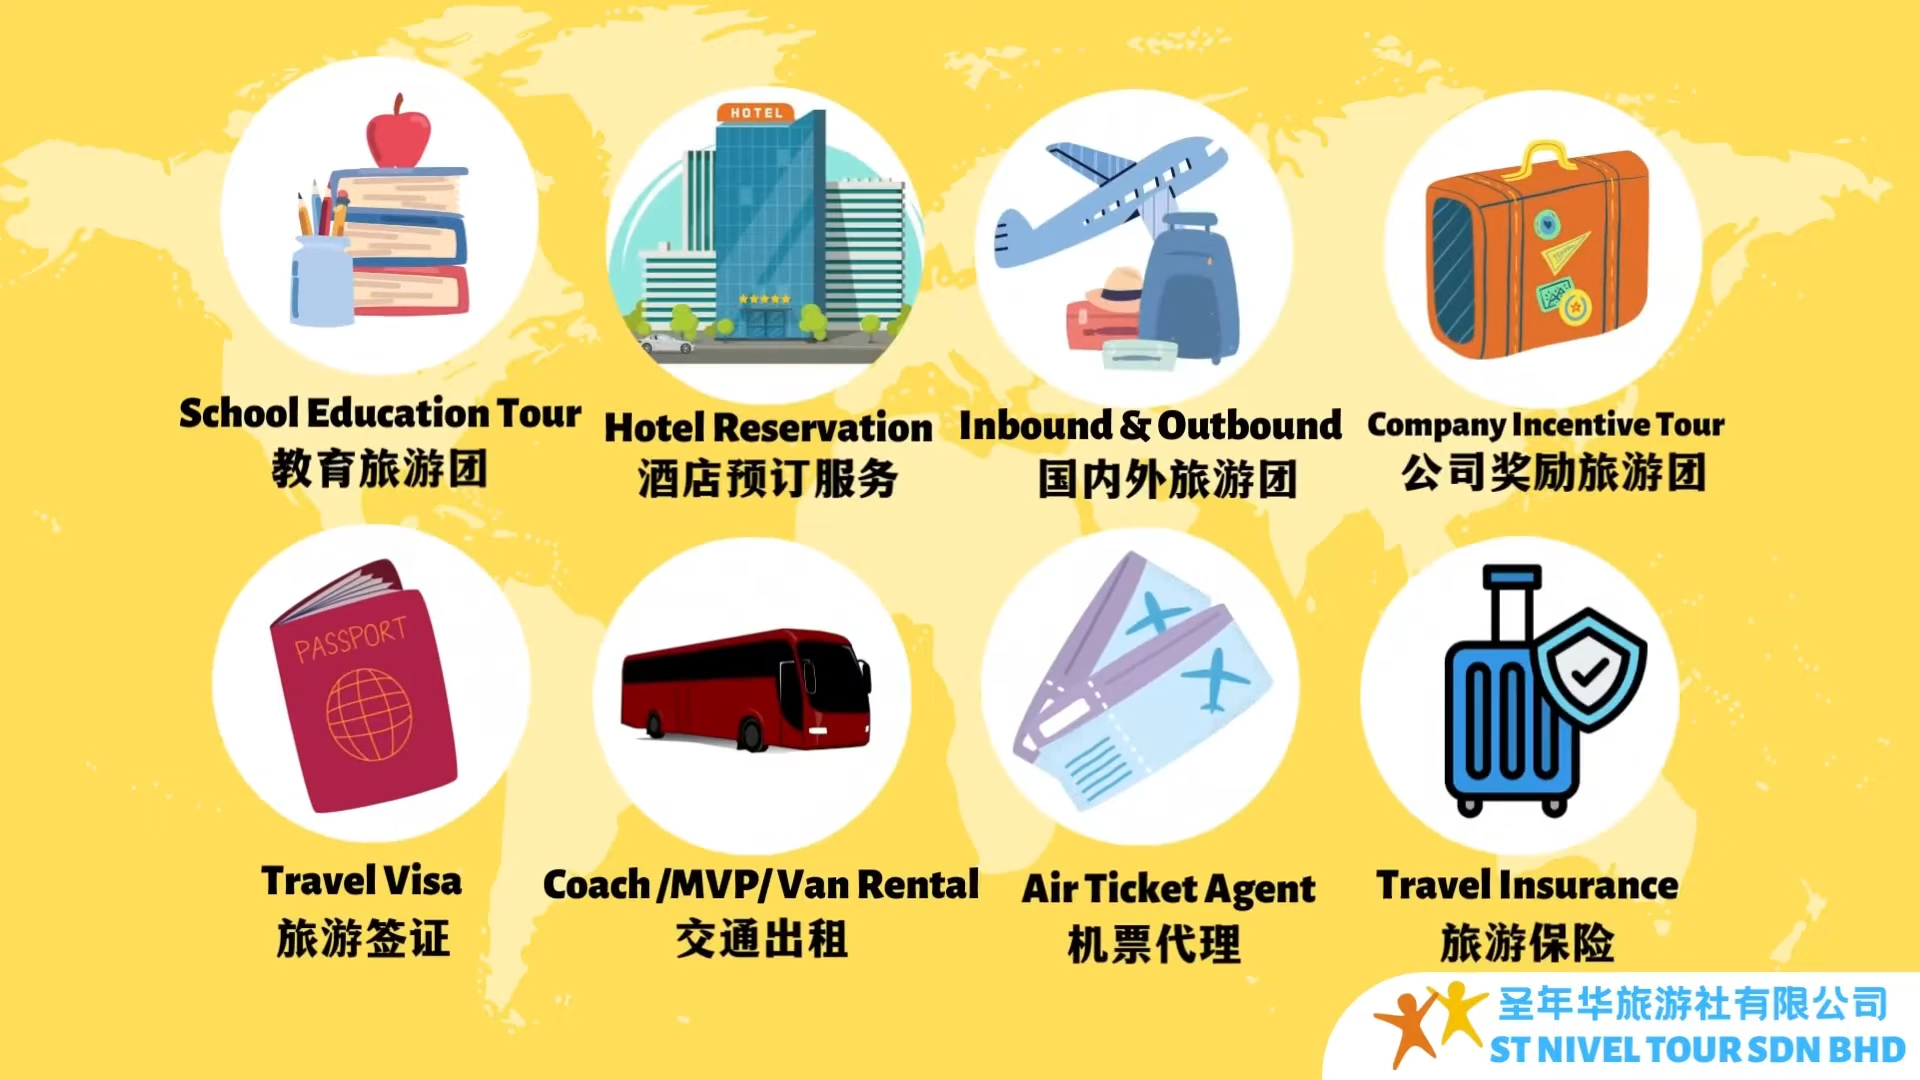 HOTEL
School Education Tour
教育旅游团
Hotel Reservation
酒店预订服务
Inbound & Outbound
国内外旅游团
Company Incentive Tour
公司奖励旅游团
PASSPORT
Travel Visa
旅游签证
Coach /MVP/ Van Rental
交通出租
Air Ticket Agent
机票代理
Travel Insurance
旅游保险
圣年华旅游社有限公司
ST NIVEL TOUR SDN BHD